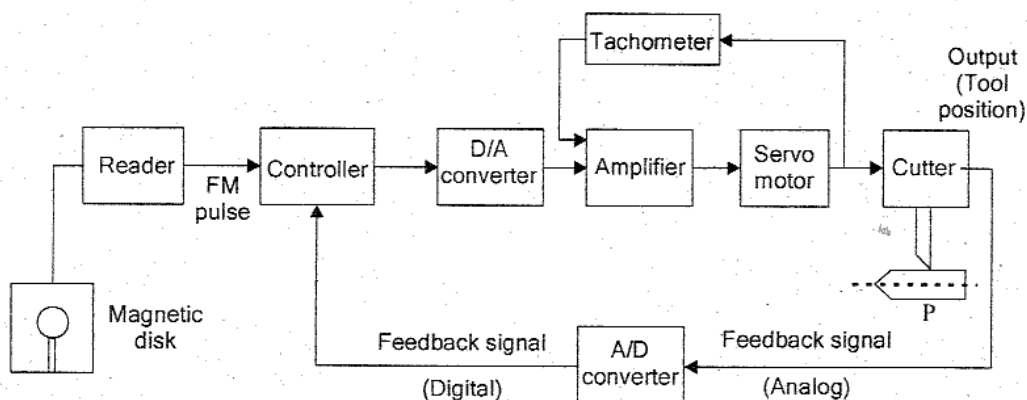 Tachometer
Output
(Tool
position)
Reader
FM
pulse
Controller
D/A
converter
Amplifier
Servo
motor
Cutter
P
Magnetic
disk
Feedback signal
(Digital)
A/D
converter
Feedback signal
(Analog)